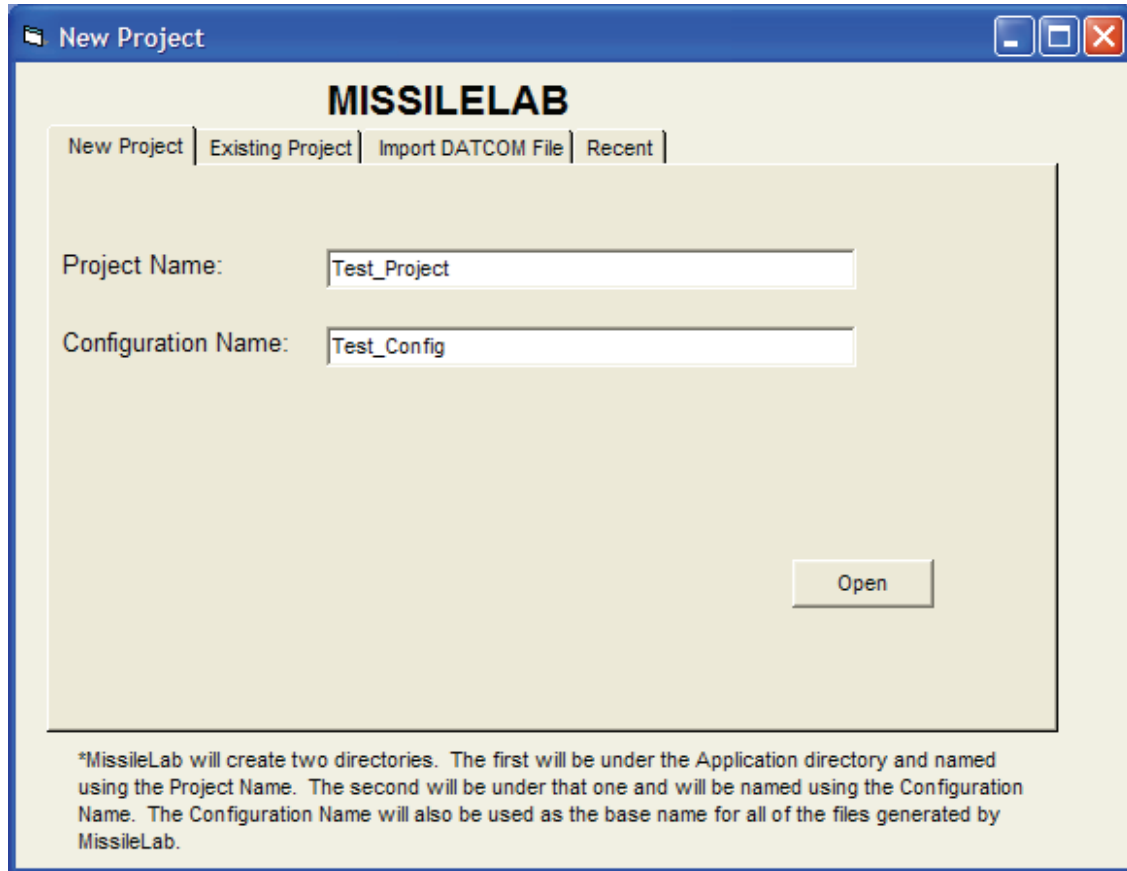 New Project
MISSILELAB
New Project Existing Project Import DATCOM File Recent
Project Name: Test_Project
Configuration Name: Test_Config
Open
*MissileLab will create two directories.  The first will be under the Application directory and named
using the Project Name.  The second will be under that one and will be named using the Configuration
Name.  The Configuration Name will also be used as the base name for all of the files generated by
MissileLab.